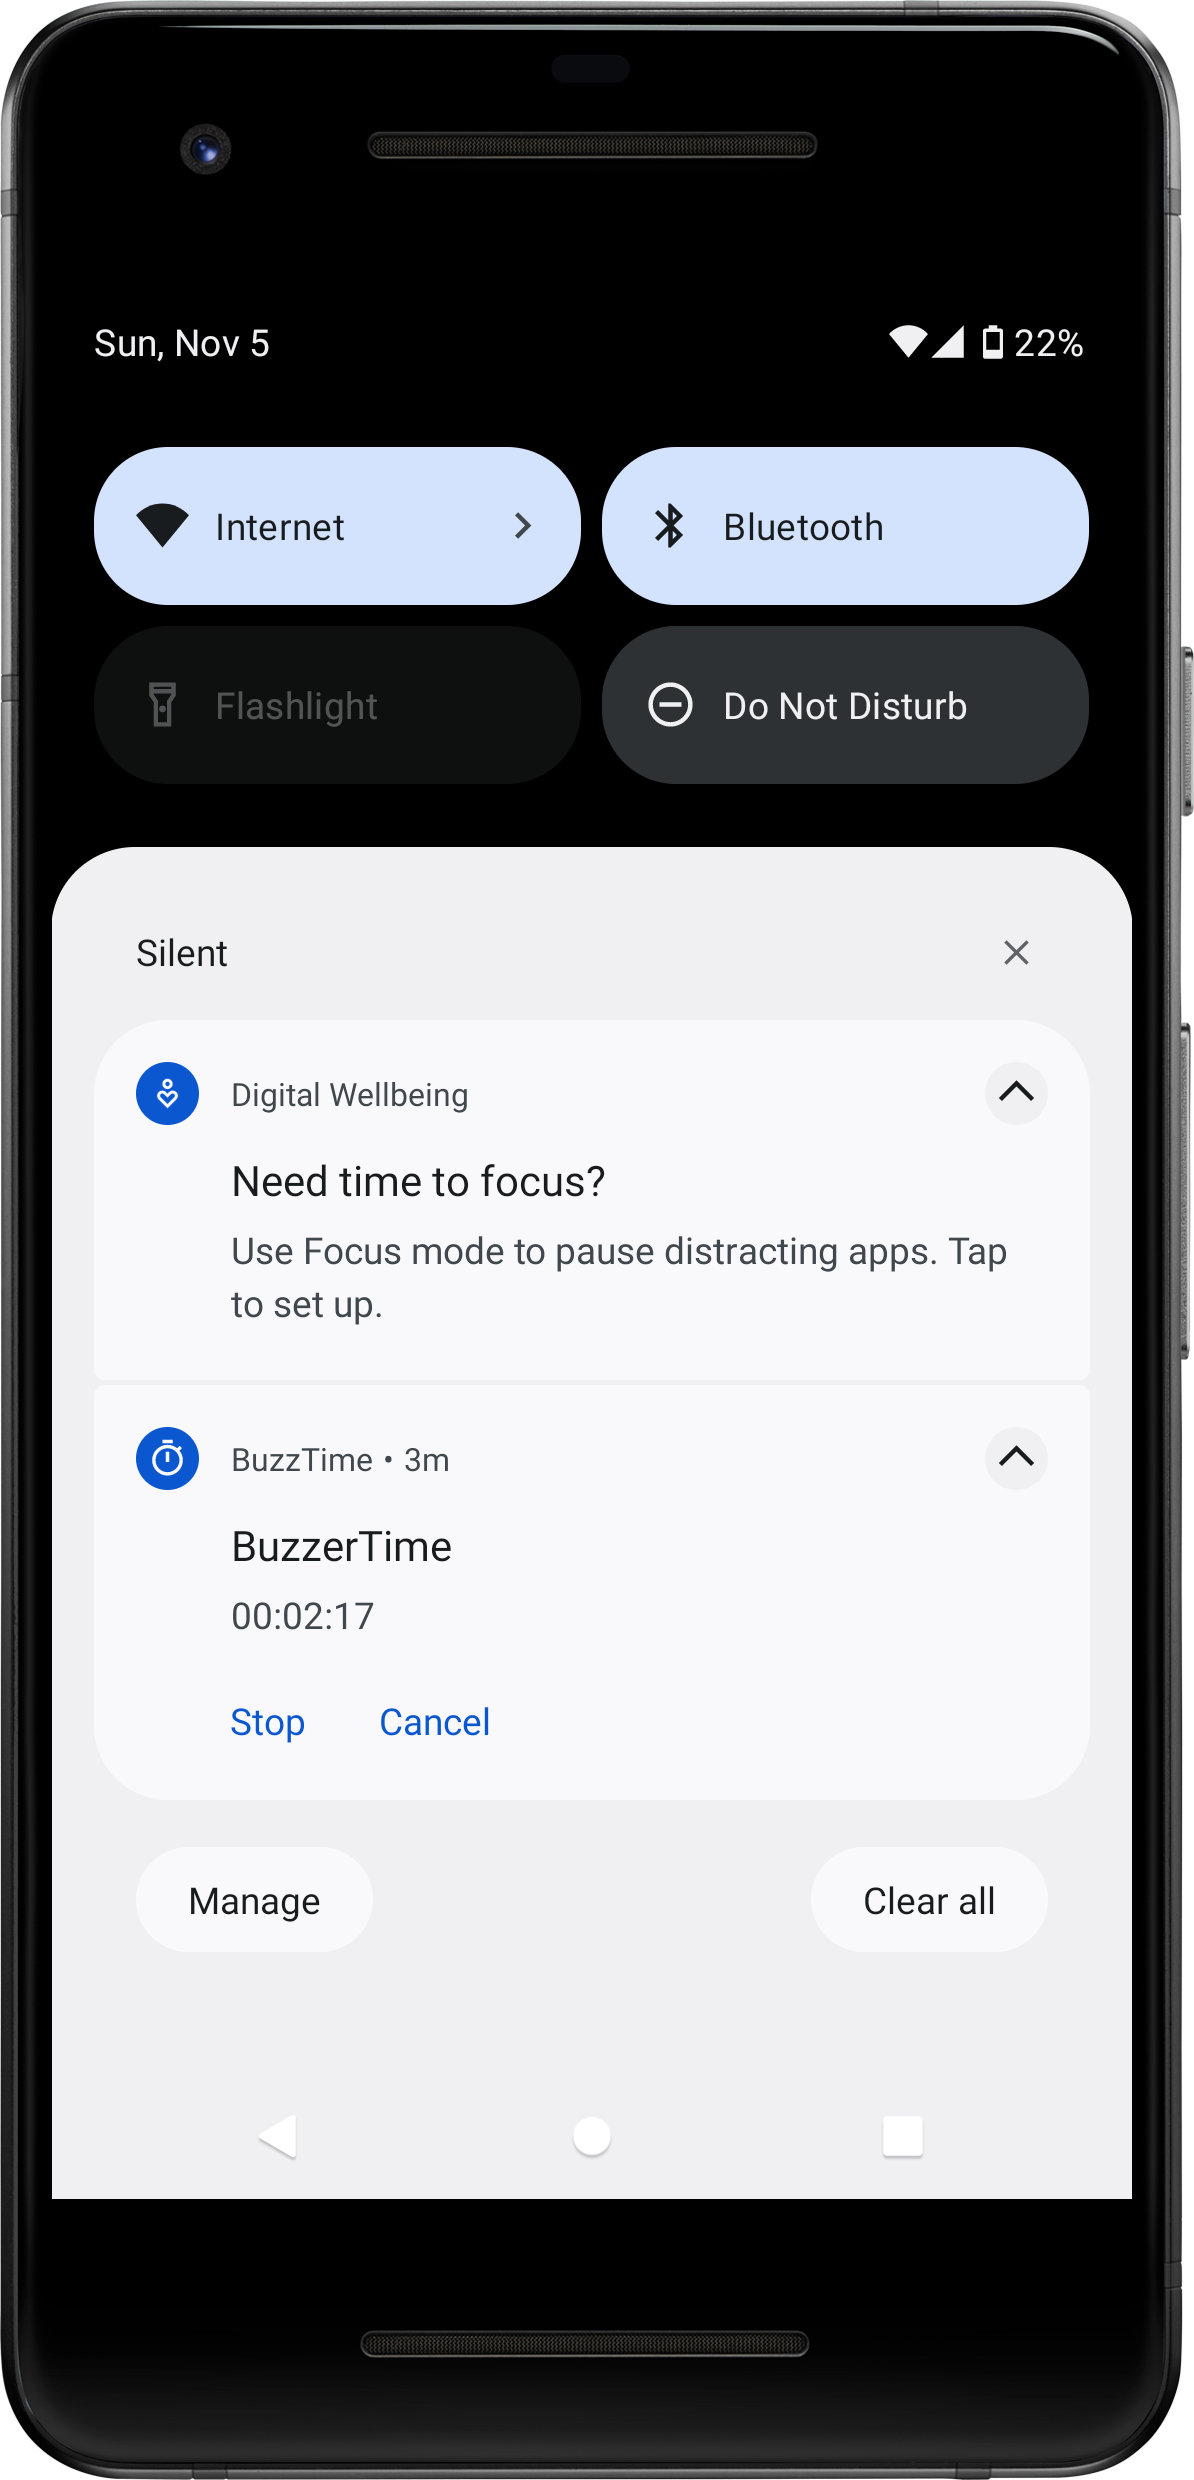 Sun, Nov 5
22%
Internet
Bluetooth
Flashlight
Do Not Disturb
Silent
Digital Wellbeing
Need time to focus?
Use Focus mode to pause distracting apps. Tap
to set up.
BuzzTime • 3m
BuzzerTime
00:02:17
Stop Cancel
Manage
Clear all